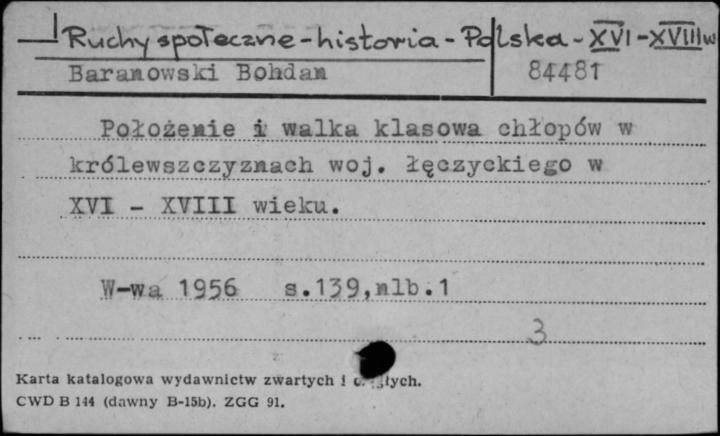 Ruchy społeczne - historia - Polska - XVI - XVIII w
Baranowski Bohdan 84481
Położenie i walka klasowa chłopów w
królewszczyznach woj. łęczyckiego w
XVI - XVIII wieku.
W-wa 1956 s.139,nlb.1
3
Karta katalogowa wydawnictw zwartych i
CWD B 144 (dawny B-15b). ZGG 91.